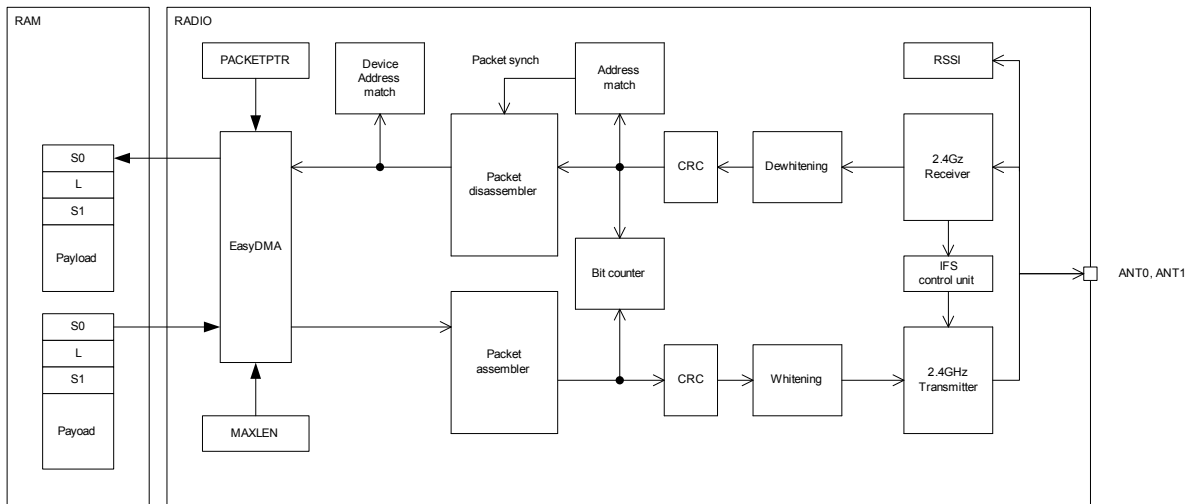 RAM
RADIO
PACKETPTR
Device
Address
match
Packet synch
Address
match
RSSI
S0
L
S1
Payload
EasyDMA
Packet
disassembler
CRC
Dewhitening
2.4Gz
Receiver
Bit counter
IFS
control unit
ANT0, ANT1
S0
L
S1
Payoad
Packet
assembler
CRC
Whitening
2.4GHz
Transmitter
MAXLEN